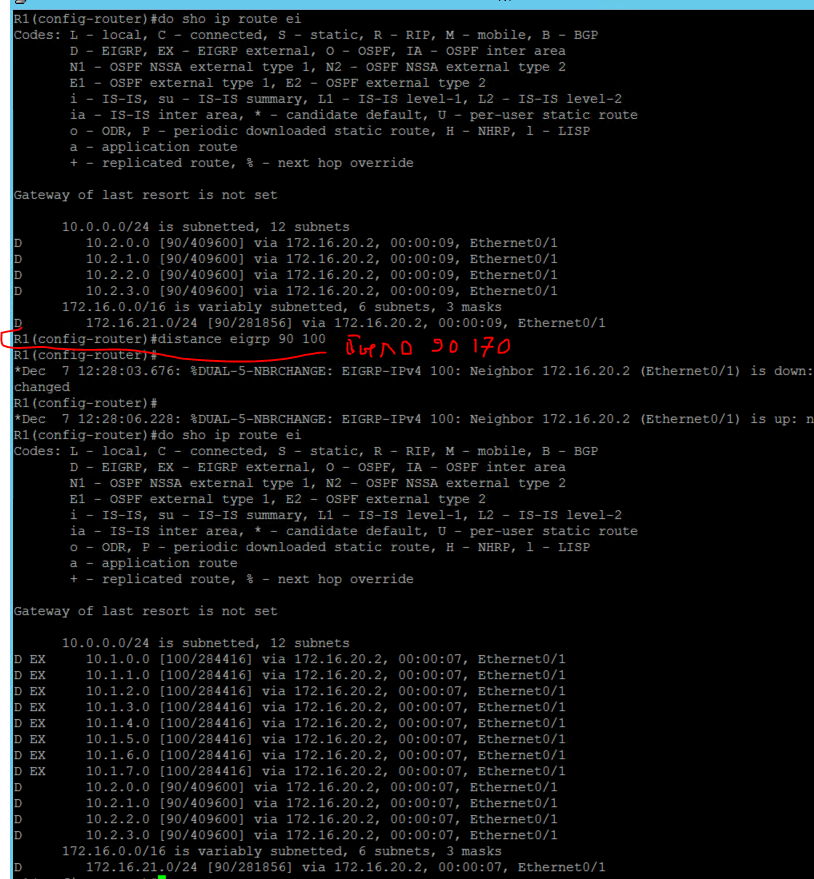 R1(config-router)#do sho ip route ei
Codes: L - local, C - connected, S - static, R - RIP, M - mobile, B - BGP
D - EIGRP, EX - EIGRP external, O - OSPF, IA - OSPF inter area
N1 - OSPF NSSA external type 1, N2 - OSPF NSSA external type 2
E1 - OSPF external type 1, E2 - OSPF external type 2
i - IS-IS, su - IS-IS summary, L1 - IS-IS level-1, L2 - IS-IS level-2
ia - IS-IS inter area, * - candidate default, U - per-user static route
o - ODR, P - periodic downloaded static route, H - NHRP, l - LISP
a - application route
+ - replicated route, % - next hop override
Gateway of last resort is not set
10.0.0.0/24 is subnetted, 12 subnets
D 10.2.0.0 [90/409600] via 172.16.20.2, 00:00:09, Ethernet0/1
D 10.2.1.0 [90/409600] via 172.16.20.2, 00:00:09, Ethernet0/1
D 10.2.2.0 [90/409600] via 172.16.20.2, 00:00:09, Ethernet0/1
D 10.2.3.0 [90/409600] via 172.16.20.2, 00:00:09, Ethernet0/1
172.16.0.0/16 is variably subnetted, 6 subnets, 3 masks
D 172.16.21.0/24 [90/281856] via 172.16.20.2, 00:00:09, Ethernet0/1
R1(config-router)#distance eigrp 90 100
90 170
R1(config-router)#
*Dec 7 12:28:03.676: %DUAL-5-NBRCHANGE: EIGRP-IPv4 100: Neighbor 172.16.20.2 (Ethernet0/1) is down:
changed
R1(config-router)#
*Dec 7 12:28:06.228: %DUAL-5-NBRCHANGE: EIGRP-IPv4 100: Neighbor 172.16.20.2 (Ethernet0/1) is up: n
R1(config-router)#do sho ip route ei
Codes: L - local, C - connected, S - static, R - RIP, M - mobile, B - BGP
D - EIGRP, EX - EIGRP external, O - OSPF, IA - OSPF inter area
N1 - OSPF NSSA external type 1, N2 - OSPF NSSA external type 2
E1 - OSPF external type 1, E2 - OSPF external type 2
i - IS-IS, su - IS-IS summary, L1 - IS-IS level-1, L2 - IS-IS level-2
ia - IS-IS inter area, * - candidate default, U - per-user static route
o - ODR, P - periodic downloaded static route, H - NHRP, l - LISP
a - application route
+ - replicated route, % - next hop override
Gateway of last resort is not set
10.0.0.0/24 is subnetted, 12 subnets
D EX 10.1.0.0 [100/284416] via 172.16.20.2, 00:00:07, Ethernet0/1
D EX 10.1.1.0 [100/284416] via 172.16.20.2, 00:00:07, Ethernet0/1
D EX 10.1.2.0 [100/284416] via 172.16.20.2, 00:00:07, Ethernet0/1
D EX 10.1.3.0 [100/284416] via 172.16.20.2, 00:00:07, Ethernet0/1
D EX 10.1.4.0 [100/284416] via 172.16.20.2, 00:00:07, Ethernet0/1
D EX 10.1.5.0 [100/284416] via 172.16.20.2, 00:00:07, Ethernet0/1
D EX 10.1.6.0 [100/284416] via 172.16.20.2, 00:00:07, Ethernet0/1
D EX 10.1.7.0 [100/284416] via 172.16.20.2, 00:00:07, Ethernet0/1
D 10.2.0.0 [90/409600] via 172.16.20.2, 00:00:07, Ethernet0/1
D 10.2.1.0 [90/409600] via 172.16.20.2, 00:00:07, Ethernet0/1
D 10.2.2.0 [90/409600] via 172.16.20.2, 00:00:07, Ethernet0/1
D 10.2.3.0 [90/409600] via 172.16.20.2, 00:00:07, Ethernet0/1
172.16.0.0/16 is variably subnetted, 6 subnets, 3 masks
D 172.16.21.0/24 [90/281856] via 172.16.20.2, 00:00:07, Ethernet0/1